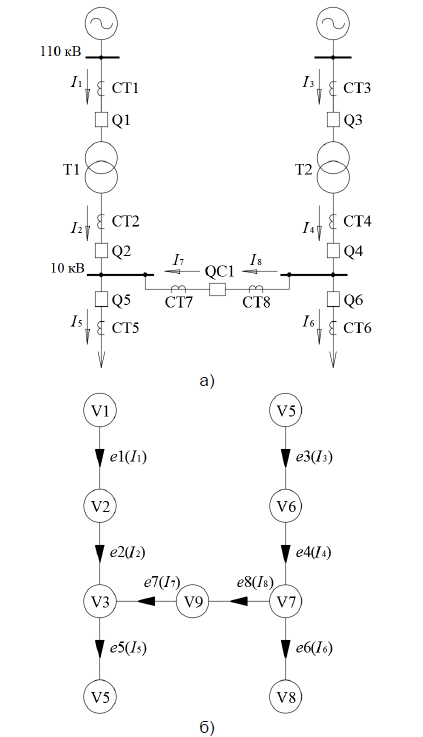 110 кВ
I1 CT1 I3 CT3
Q1 Q3
T1 T2
I2 CT2 I4 CT4
Q2 I7 QC1 I8 Q4
10 кВ
Q5 CT7 CT8 Q6
I5 CT5 I6 CT6
а)
V1 V5
e1(I1) e3(I3)
V2 V6
e2(I2) e4(I4)
e7(I7) e8(I8)
V3 V9 V7
e5(I5) e6(I6)
V5 V8
б)